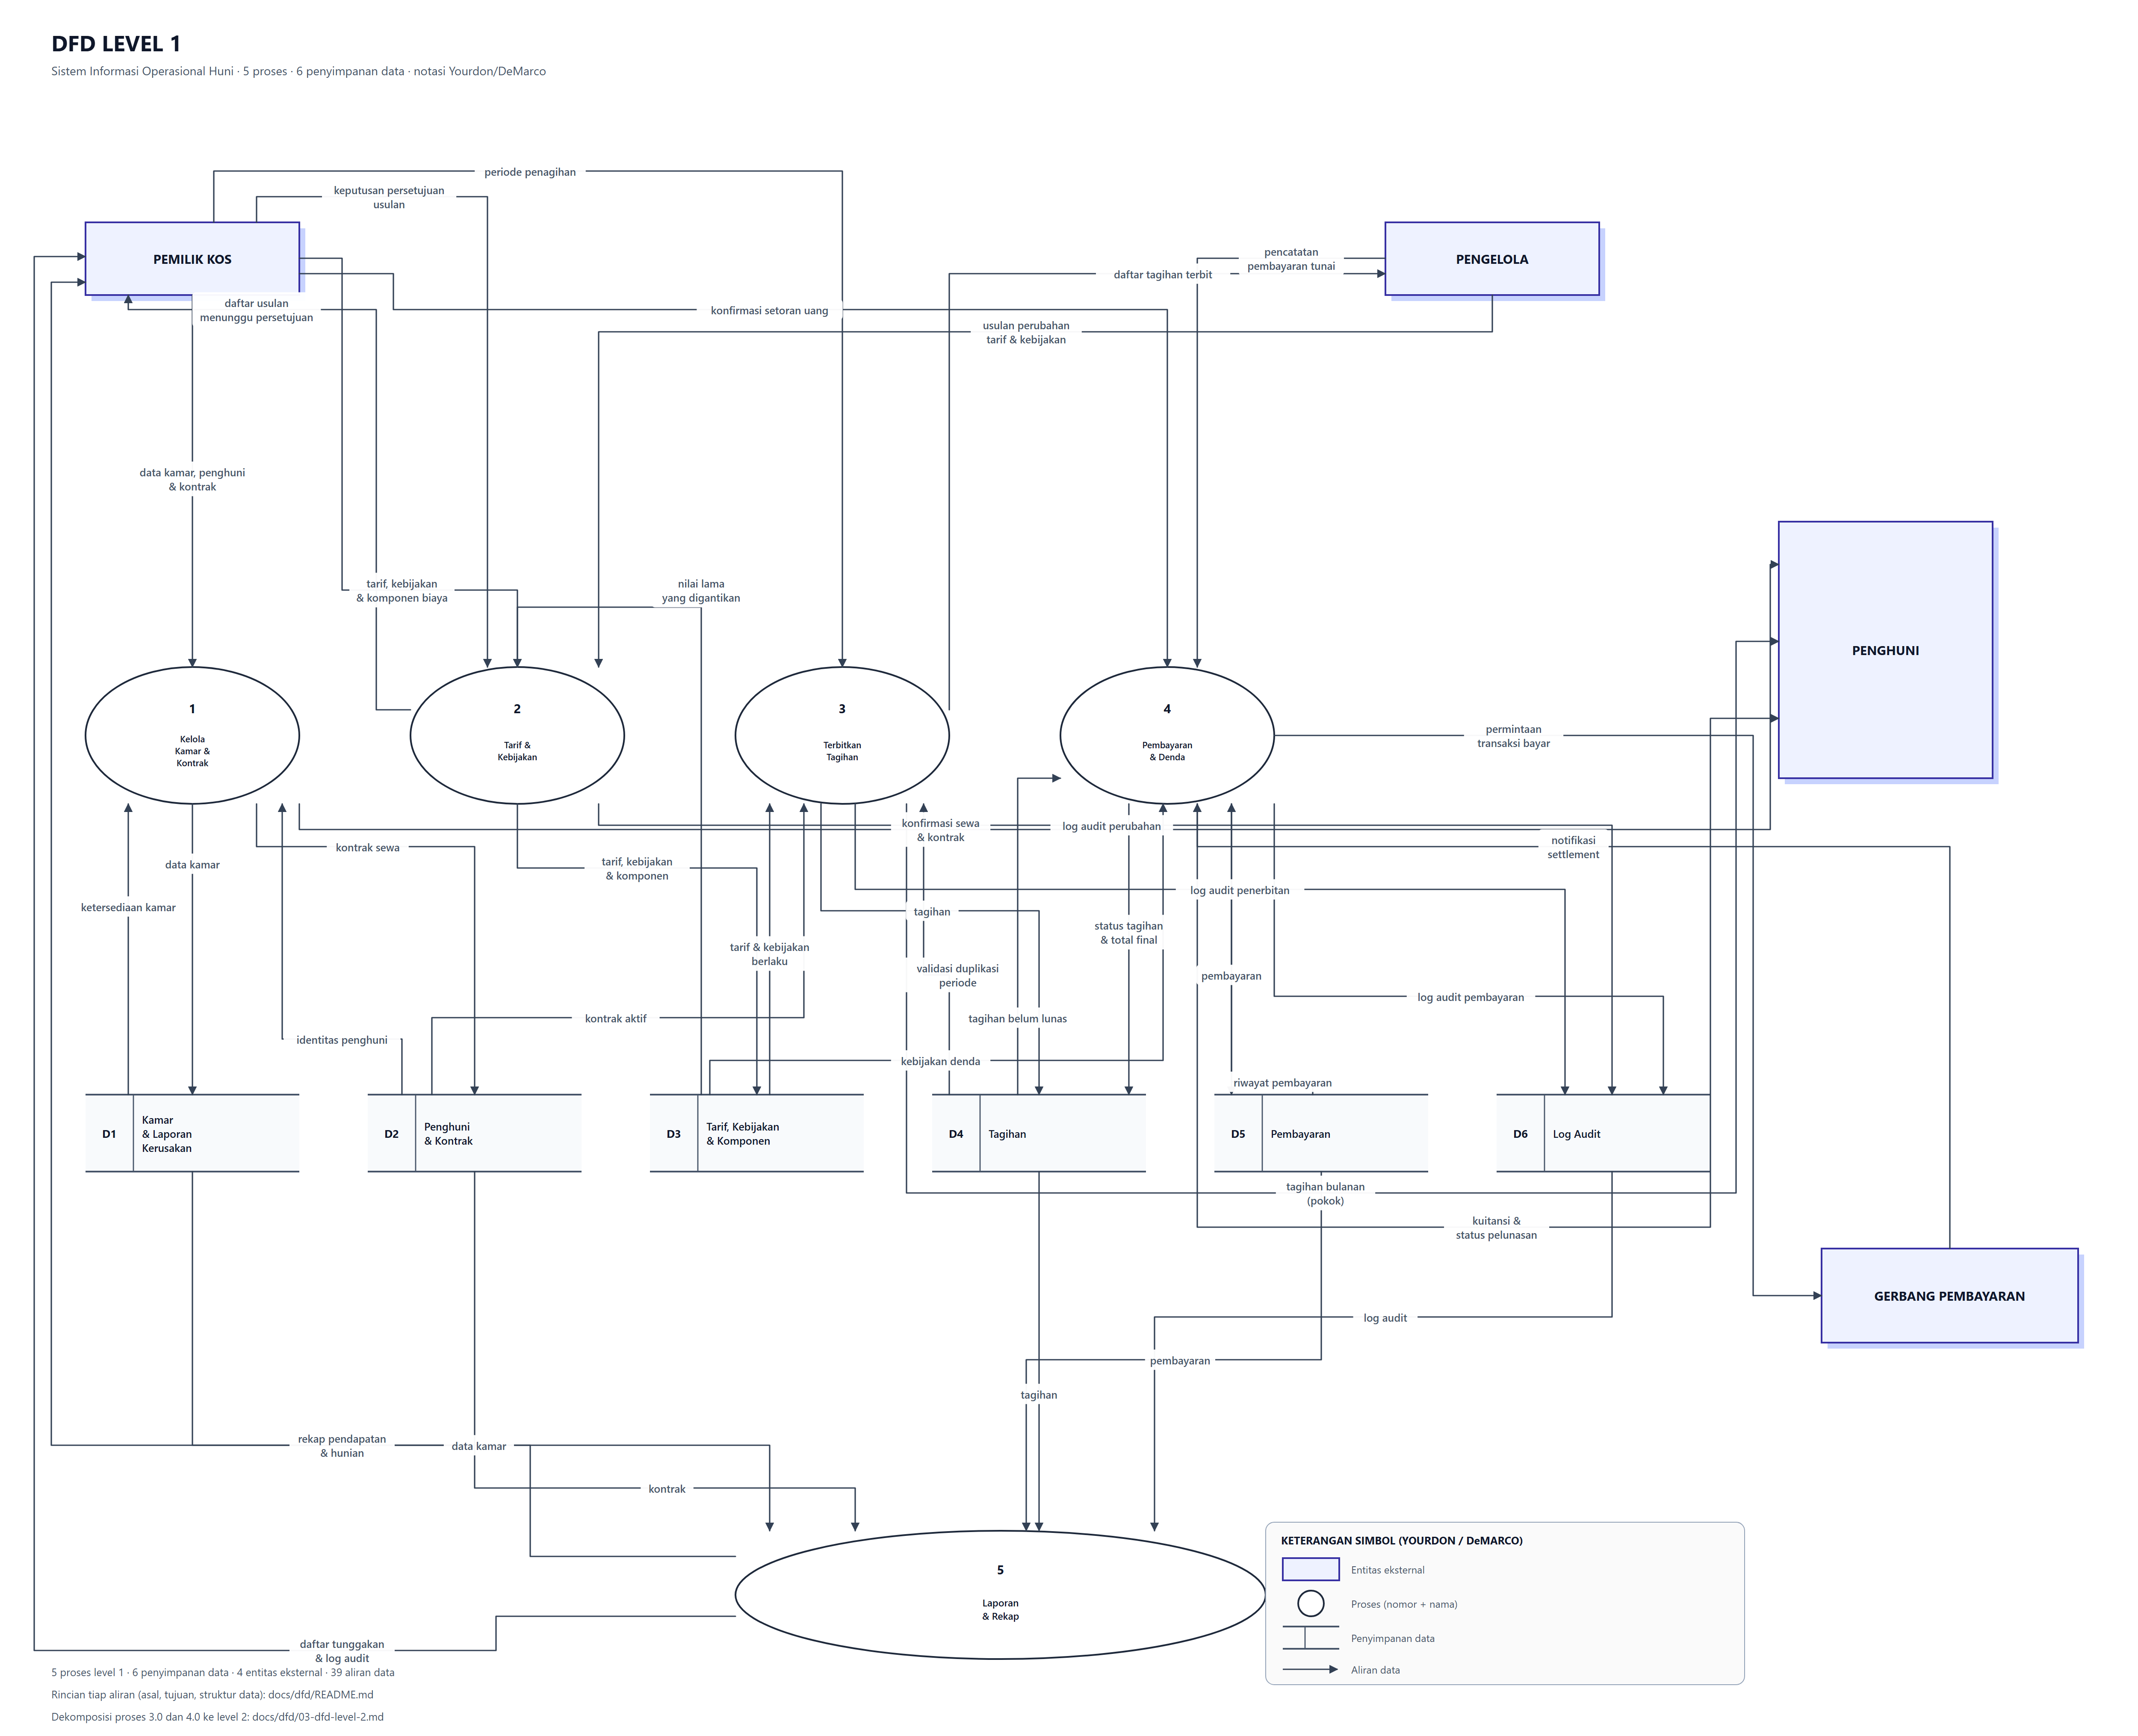 DFD LEVEL 1
Sistem Informasi Operasional Huni · 5 proses · 6 penyimpanan data · notasi Yourdon/DeMarco
periode penagihan
keputusan persetujuan
usulan
PEMILIK KOS
PENGELOLA
pencatatan
pembayaran tunai
daftar tagihan terbit
daftar usulan
menunggu persetujuan
konfirmasi setoran uang
usulan perubahan
tarif & kebijakan
data kamar, penghuni
& kontrak
tarif, kebijakan
& komponen biaya
nilai lama
yang digantikan
PENGHUNI
1
Kelola
Kamar &
Kontrak
2
Tarif &
Kebijakan
3
Terbitkan
Tagihan
4
Pembayaran
& Denda
permintaan
transaksi bayar
konfirmasi sewa
& kontrak
log audit perubahan
notifikasi
settlement
kontrak sewa
data kamar
tarif, kebijakan
& komponen
log audit penerbitan
ketersediaan kamar
tagihan
status tagihan
& total final
tarif & kebijakan
berlaku
validasi duplikasi
periode
pembayaran
log audit pembayaran
kontrak aktif
tagihan belum lunas
identitas penghuni
kebijakan denda
riwayat pembayaran
D1
Kamar
& Laporan
Kerusakan
D2
Penghuni
& Kontrak
D3
Tarif, Kebijakan
& Komponen
D4
Tagihan
D5
Pembayaran
D6
Log Audit
tagihan bulanan
(pokok)
kuitansi &
status pelunasan
GERBANG PEMBAYARAN
log audit
pembayaran
tagihan
rekap pendapatan
& hunian
data kamar
kontrak
5
Laporan
& Rekap
KETERANGAN SIMBOL (YOURDON / DeMARCO)
Entitas eksternal
Proses (nomor + nama)
Penyimpanan data
Aliran data
daftar tunggakan
& log audit
5 proses level 1 · 6 penyimpanan data · 4 entitas eksternal · 39 aliran data
Rincian tiap aliran (asal, tujuan, struktur data): docs/dfd/README.md
Dekomposisi proses 3.0 dan 4.0 ke level 2: docs/dfd/03-dfd-level-2.md